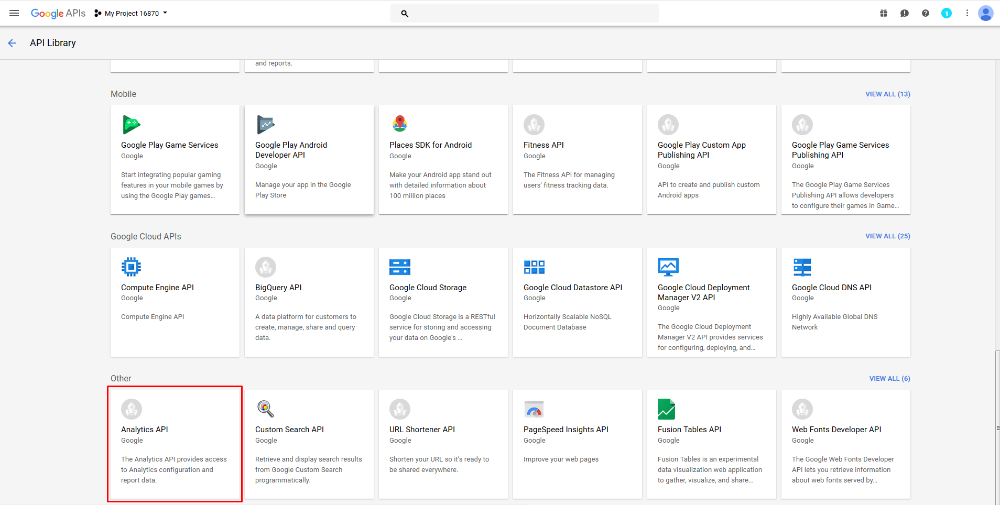 Google APIs My Project 16870 1
API Library
and reports.
Mobile VIEW ALL (13)
Google Play Game Services
Google
Start integrating popular gaming
features in your mobile games by
using the Google Play games...
Google Play Android
Developer API
Google
Manage your app in the Google
Play Store
Places SDK for Android
Google
Make your Android app stand out
with detailed information about
100 million places
Fitness API
Google
The Fitness API for managing
users' fitness tracking data.
Google Play Custom App
Publishing API
Google
API to create and publish custom
Android apps
Google Play Game Services
Publishing API
Google
The Google Play Game Services
Publishing API allows developers
to configure their games in Game...
Google Cloud APIs VIEW ALL (25)
Compute Engine API
Google
Compute Engine API
BigQuery API
Google
A data platform for customers to
create, manage, share and query
data.
Google Cloud Storage
Google
Google Cloud Storage is a RESTful
service for storing and accessing
your data on Google's ...
Google Cloud Datastore API
Google
Horizontally Scalable NoSQL
Document Database
Google Cloud Deployment
Manager V2 API
Google
The Google Cloud Deployment
Manager V2 API provides services
for configuring, deploying, and...
Google Cloud DNS API
Google
Highly Available Global DNS
Network
Other VIEW ALL (6)
Analytics API
Google
The Analytics API provides access
to Analytics configuration and
report data.
Custom Search API
Google
Retrieve and display search results
from Google Custom Search
programmatically.
URL Shortener API
Google
Shorten your URL so it's ready to
be shared everywhere.
PageSpeed Insights API
Google
Improve your web pages
Fusion Tables API
Google
Fusion Tables is an experimental
data visualization web application
to gather, visualize, and share...
Web Fonts Developer API
Google
The Google Web Fonts Developer
API lets you retrieve information
about web fonts served by...